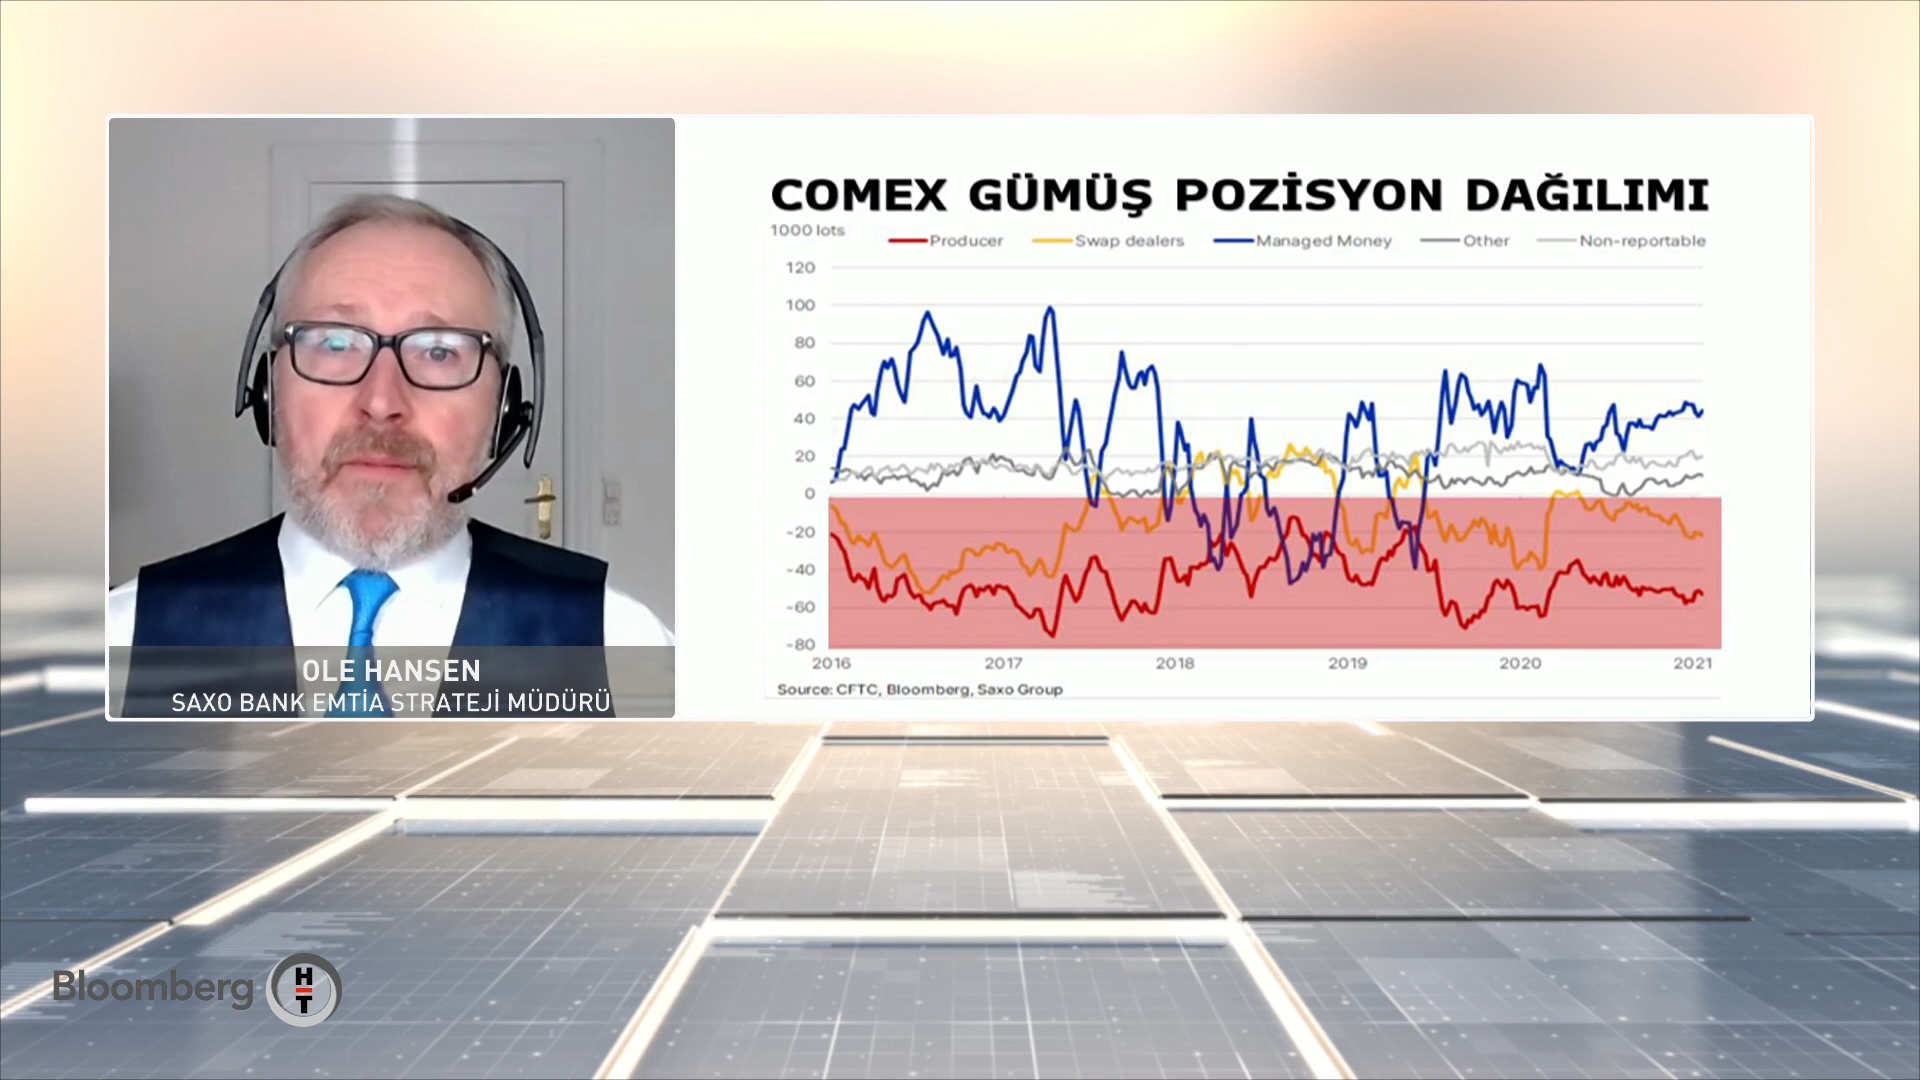 COMEX GÜMÜŞ POZİSYON DAĞILIMI
1000 lots
Producer Swap dealers Managed Money Other Non-reportable
120
100
80
60
40
20
0
-20
-40
-60
-80
2016 2017 2018 2019 2020 2021
Source: CFTC, Bloomberg, Saxo Group
OLE HANSEN
SAXO BANK EMTİA STRATEJİ MÜDÜRÜ
Bloomberg HT